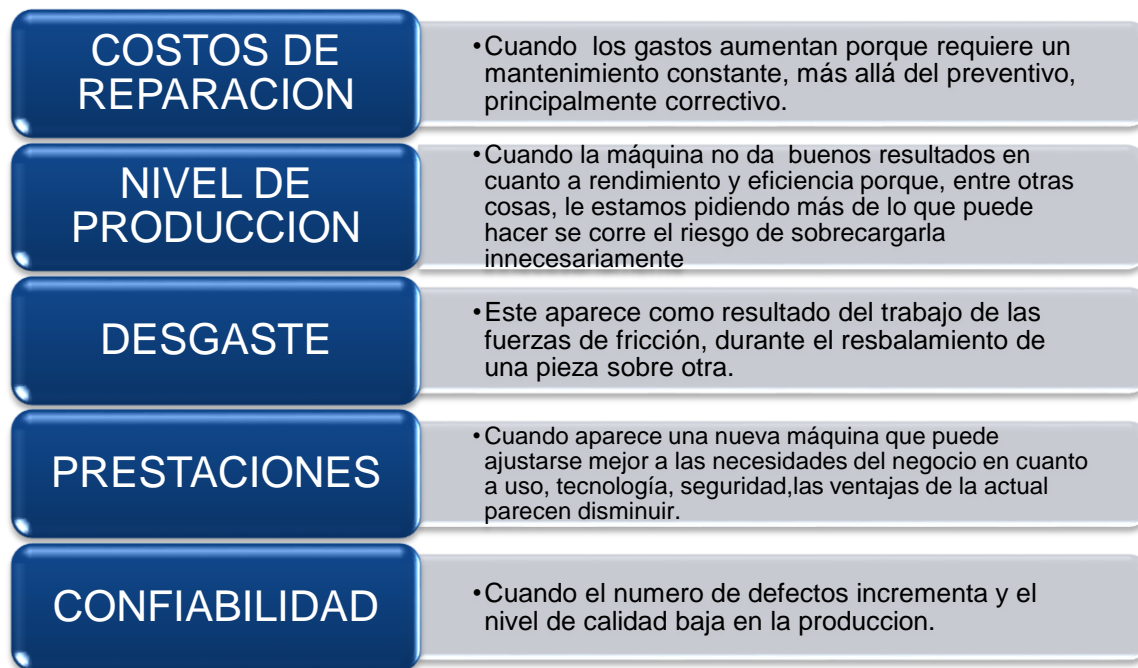 COSTOS DE
REPARACION
•Cuando los gastos aumentan porque requiere un
mantenimiento constante, más allá del preventivo,
principalmente correctivo.
NIVEL DE
PRODUCCION
•Cuando la máquina no da buenos resultados en
cuanto a rendimiento y eficiencia porque, entre otras
cosas, le estamos pidiendo más de lo que puede
hacer se corre el riesgo de sobrecargarla
innecesariamente
DESGASTE
•Este aparece como resultado del trabajo de las
fuerzas de fricción, durante el resbalamiento de
una pieza sobre otra.
PRESTACIONES
•Cuando aparece una nueva máquina que puede
ajustarse mejor a las necesidades del negocio en cuanto
a uso, tecnología, seguridad,las ventajas de la actual
parecen disminuir.
CONFIABILIDAD
•Cuando el numero de defectos incrementa y el
nivel de calidad baja en la produccion.